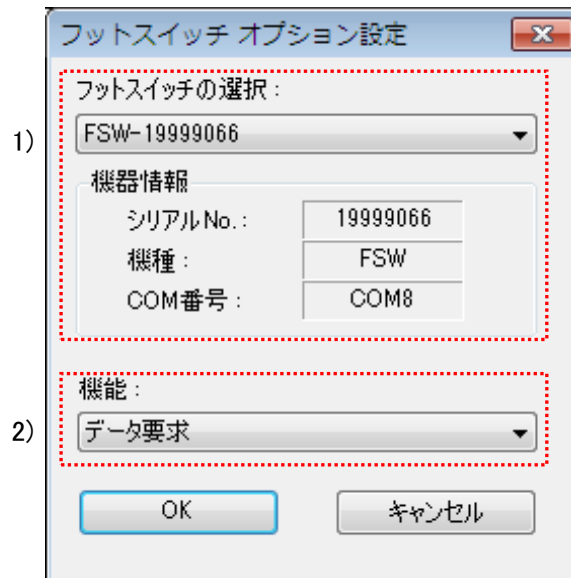 フットスイッチ オプション設定
1)
フットスイッチの選択：
FSW-19999066
機器情報
シリアルNo.： 19999066
機種： FSW
COM番号： COM8
2)
機能：
データ要求
OK キャンセル